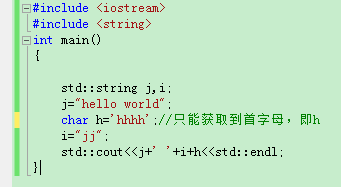 #include <iostream>
#include <string>
int main()
{
std::string j,i;
j="hello world";
char h='hhhh';//只能获取到首字母，即h
i="jj";
std::cout<<j+' '+i+h<<std::endl;
}